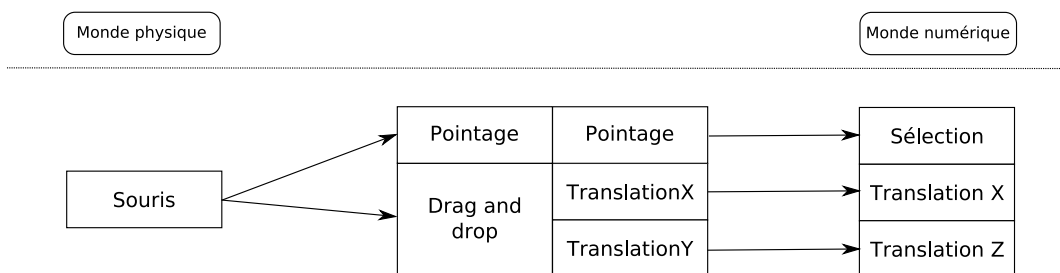 Monde physique
Monde numérique
Pointage
Pointage
Sélection
Souris
Drag and
drop
TranslationX
Translation X
TranslationY
Translation Z